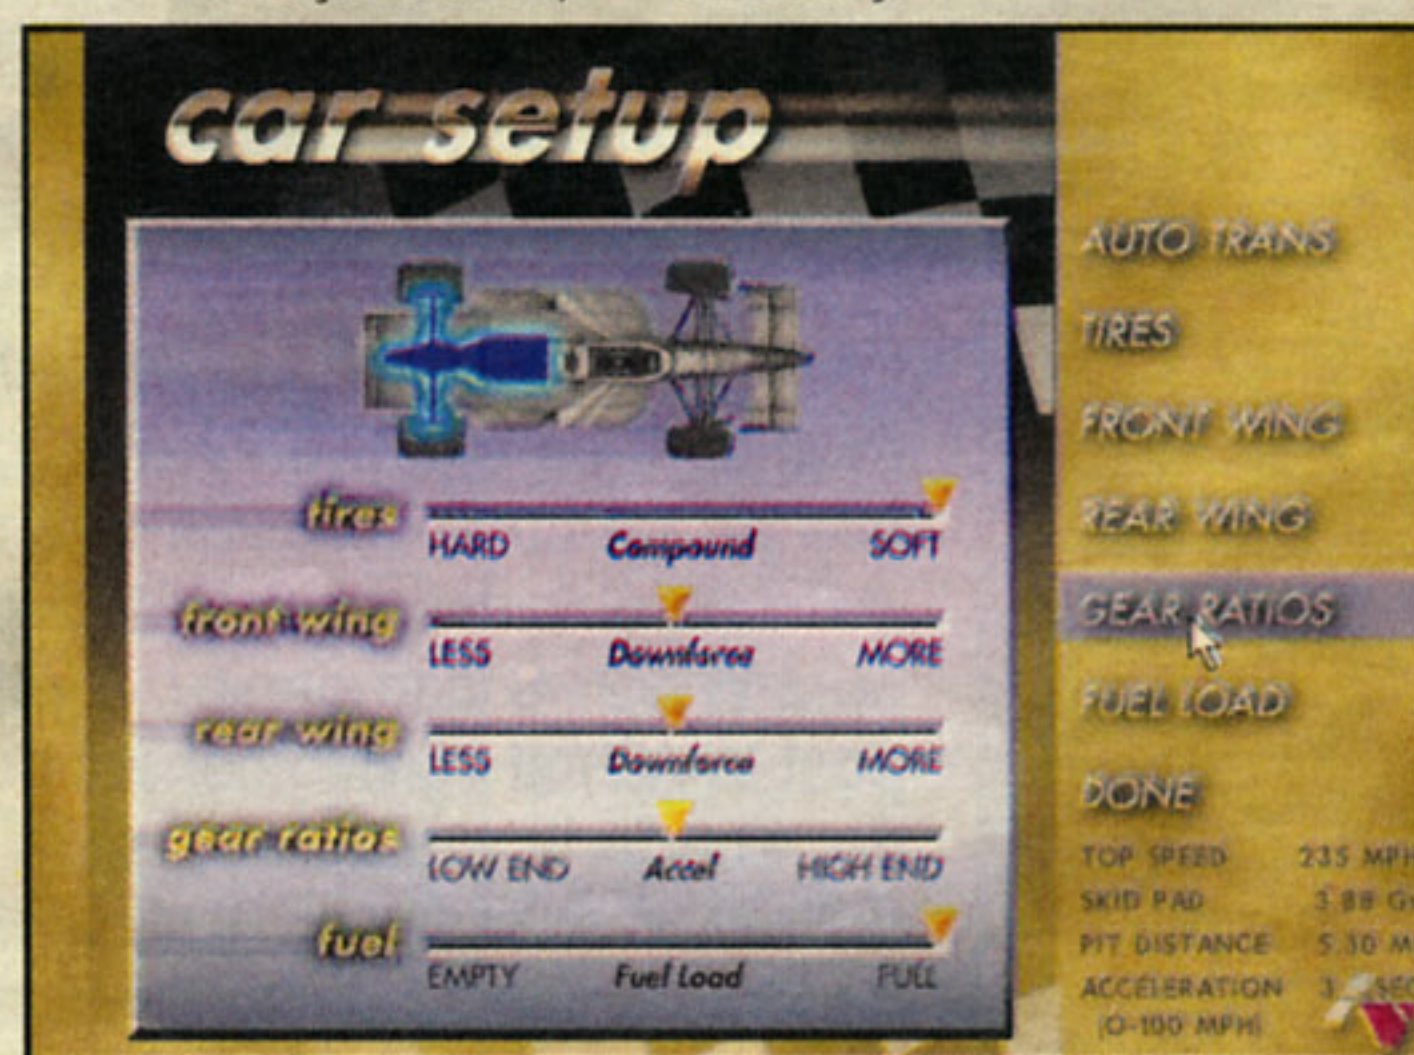 car setup
tires
HARD Compound SOFT
front wing
LESS Downforce MORE
rear wing
LESS Downforce MORE
gear ratios
LOW END Accel HIGH END
fuel
EMPTY Fuel Load FULL
AUTO TRANS
TIRES
FRONT WING
REAR WING
GEAR RATIOS
FUEL LOAD
DONE
TOP SPEED 235 MPH
SKID PAD 3.88
PIT DISTANCE 5.30
ACCELERATION
(0-100 MPH)